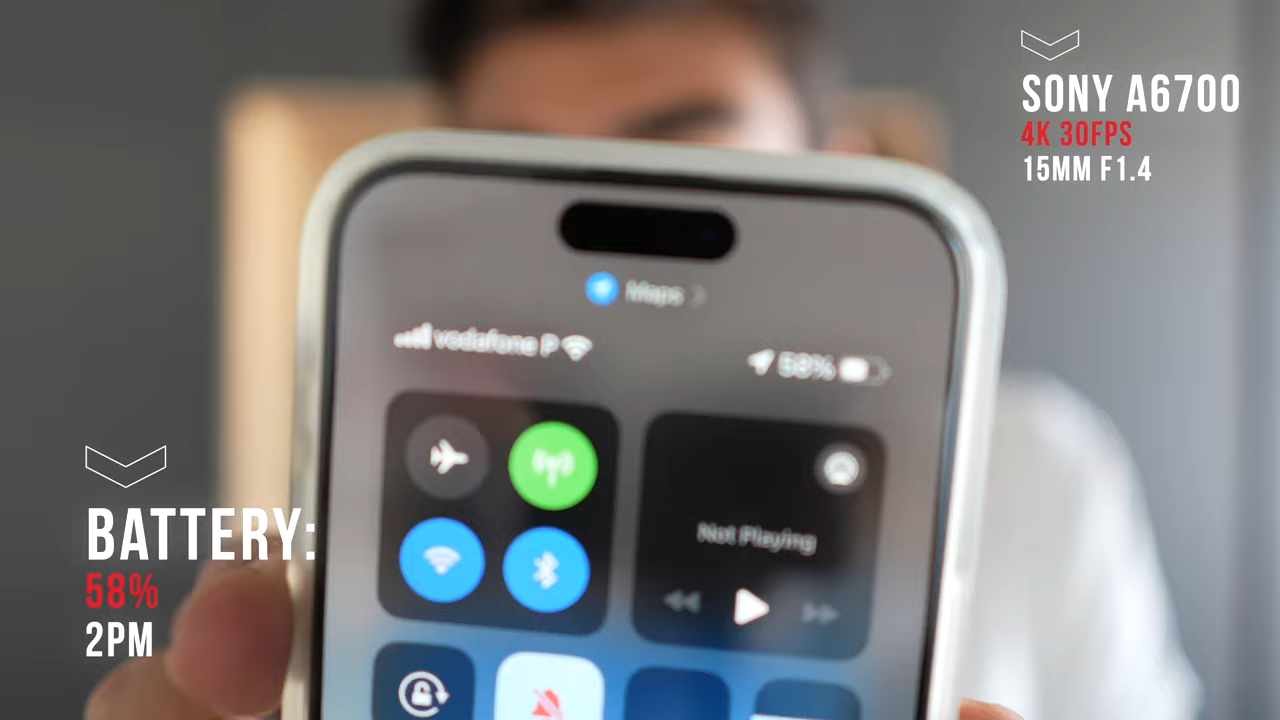 SONY A6700
4K 30FPS
15MM F1.4
Maps
vodafone P
58%
Not Playing
BATTERY:
58%
2PM